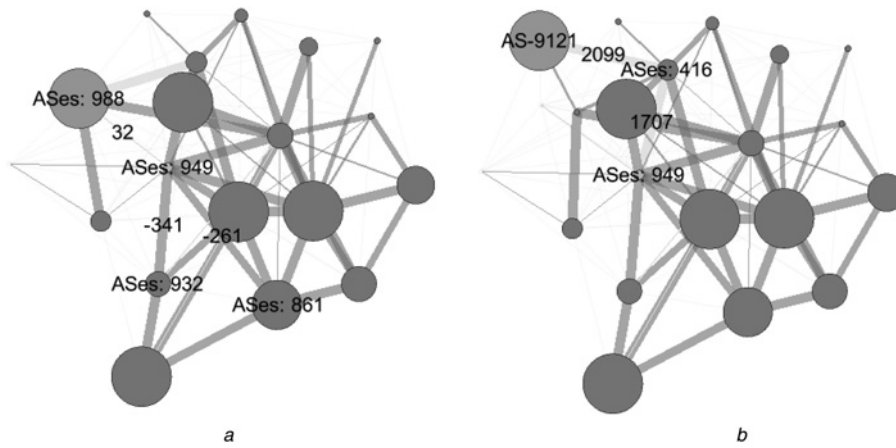 ASes: 988
32
ASes: 949
-341
-261
ASes: 932
ASes: 861
a
AS-9121
2099
ASes: 416
1707
ASes: 949
b